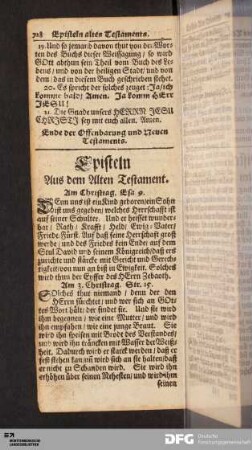 728 Episteln altes Testaments.
19. Und so jemand davon thut von den Wor-
ten des Buchs dieser Weissagung / so wird
GOtt abthun sein Theil vom Buch des Le-
bens / und von der heiligen Stadt / und von
dem / das in diesem Buch geschrieben stehet.
20. Es spricht der solches zeuget: Ja / ich
komme bald / Amen. Ja komm HErr
JESU!
21. Die Gnade unsers HERRN JESU
CHRISTI sey mit euch allen. Amen.
Ende der Offenbarung und Neuen
Testaments.
Episteln
Aus dem Alten Testament.
Am Christtag, Esa 9.
Denn uns ist ein Kind geboren / ein Sohn
ist uns gegeben / welches Herrschafft ist
auf seiner Schulter. Und er heisset wunder-
bar / Rath / Krafft / Held / Ewig-Vater /
Friede-Fürst. Auf daß seine Herrschafft groß
werde / und des Friedes kein Ende auf dem
Stul David und seinem Königreich / daß ers
zurichte und stärcke mit Gericht und Gerech-
tigkeit / von nun an biß in Ewigkeit. Solches
wird thun der Eyffer des HErrn Zebaoth.
Am 3. Christtag. Sir. 15.
Solches thut niemand / denn der den
HErrn fürchtet / und wer sich an GOt-
tes Wort hält / der findet sie. Und sie wird
ihm begegnen / wie eine Mutter / und wird
ihn empfahen / wie eine junge Braut. Sie
wird ihn speisen mit Brodt des Verstandes /
und wird ihn träncken mit Wasser der Weiß-
heit. Dadurch wird er starck werden / daß er
fest stehen kan / und wird sich an sie halten / daß
er nicht zu Schanden wird. Sie wird ihn
erhöhen über seinen Nehesten / und wird ihm
seinen
DFG Deutsche
Forschungsgemeinschaft